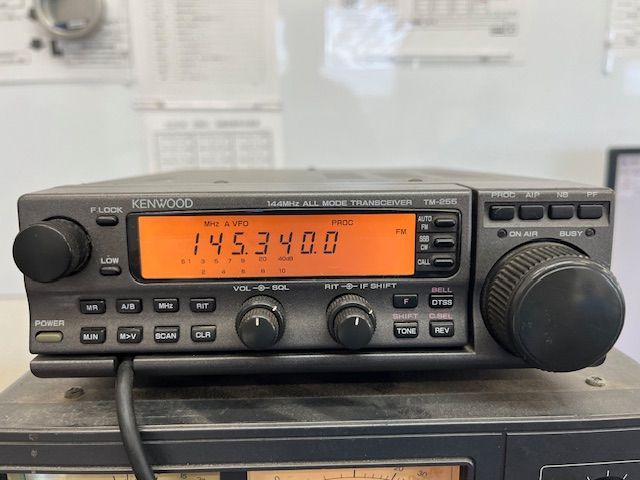 F.LOCK
KENWOOD
144MHz ALL MODE TRANSCEIVER TM-255
PROC AIP NB PF
MHz A VFO PROC
FM
145.340.0
S 1 3 5 7 9 20 40dB
2 4 6 8 10
AUTO
FM
SSB
CW
CALL
ON AIR BUSY
LOW
VOL SQL RIT IF SHIFT
MR A/B MHz RIT
F
BELL
DTSS
POWER
M.IN M>V SCAN CLR
SHIFT
TONE
C.SEL
REV